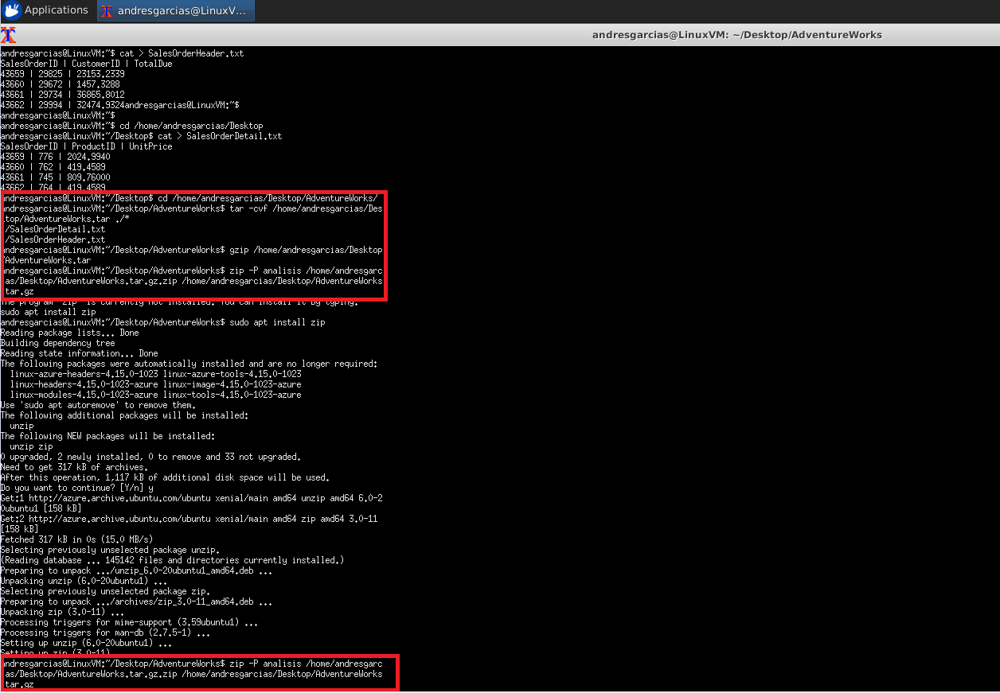 Applications
andresgarcias@LinuxV...
andresgarcias@LinuxVM: ~/Desktop/AdventureWorks
andresgarcias@LinuxVM:~$ cat > SalesOrderHeader.txt
SalesOrderID | CustomerID | TotalDue
43659 | 29825 | 23153.2339
43660 | 29672 | 1457.3288
43661 | 29734 | 36865.8012
43662 | 29994 | 32474.9324andresgarcias@LinuxVM:~$
andresgarcias@LinuxVM:~$
andresgarcias@LinuxVM:~$ cd /home/andresgarcias/Desktop
andresgarcias@LinuxVM:~/Desktop$ cat > SalesOrderDetail.txt
SalesOrderID | ProductID | UnitPrice
43659 | 776 | 2024.9940
43660 | 762 | 419.4589
43661 | 745 | 809.76000
43662 | 764 | 419.4589
andresgarcias@LinuxVM:~/Desktop$ cd /home/andresgarcias/Desktop/AdventureWorks/
andresgarcias@LinuxVM:~/Desktop/AdventureWorks$ tar -cvf /home/andresgarcias/Des
top/AdventureWorks.tar ./*
/SalesOrderDetail.txt
/SalesOrderHeader.txt
andresgarcias@LinuxVM:~/Desktop/AdventureWorks$ gzip /home/andresgarcias/Desktop
AdventureWorks.tar
andresgarcias@LinuxVM:~/Desktop/AdventureWorks$ zip -P analisis /home/andresgarc
as/Desktop/AdventureWorks.tar.gz.zip /home/andresgarcias/Desktop/AdventureWorks
tar.gz
The program 'zip' is currently not installed. You can install it by typing:
sudo apt install zip
andresgarcias@LinuxVM:~/Desktop/AdventureWorks$ sudo apt install zip
Reading package lists... Done
Building dependency tree
Reading state information... Done
The following packages were automatically installed and are no longer required:
linux-azure-headers-4.15.0-1023 linux-azure-tools-4.15.0-1023
linux-headers-4.15.0-1023-azure linux-image-4.15.0-1023-azure
linux-modules-4.15.0-1023-azure linux-tools-4.15.0-1023-azure
Use 'sudo apt autoremove' to remove them.
The following additional packages will be installed:
unzip
The following NEW packages will be installed:
unzip zip
0 upgraded, 2 newly installed, 0 to remove and 33 not upgraded.
Need to get 317 kB of archives.
After this operation, 1,117 kB of additional disk space will be used.
Do you want to continue? [Y/n] y
Get:1 http://azure.archive.ubuntu.com/ubuntu xenial/main amd64 unzip amd64 6.0-2
0ubuntu1 [158 kB]
Get:2 http://azure.archive.ubuntu.com/ubuntu xenial/main amd64 zip amd64 3.0-11
[158 kB]
Fetched 317 kB in 0s (15.0 MB/s)
Selecting previously unselected package unzip.
(Reading database ... 145142 files and directories currently installed.)
Preparing to unpack .../unzip_6.0-20ubuntu1_amd64.deb ...
Unpacking unzip (6.0-20ubuntu1) ...
Selecting previously unselected package zip.
Preparing to unpack .../archives/zip_3.0-11_amd64.deb ...
Unpacking zip (3.0-11) ...
Processing triggers for mime-support (3.59ubuntu1) ...
Processing triggers for man-db (2.7.5-1) ...
Setting up unzip (6.0-20ubuntu1) ...
Setting up zip (3.0-11)
andresgarcias@LinuxVM:~/Desktop/AdventureWorks$ zip -P analisis /home/andresgarc
as/Desktop/AdventureWorks.tar.gz.zip /home/andresgarcias/Desktop/AdventureWorks
tar.gz